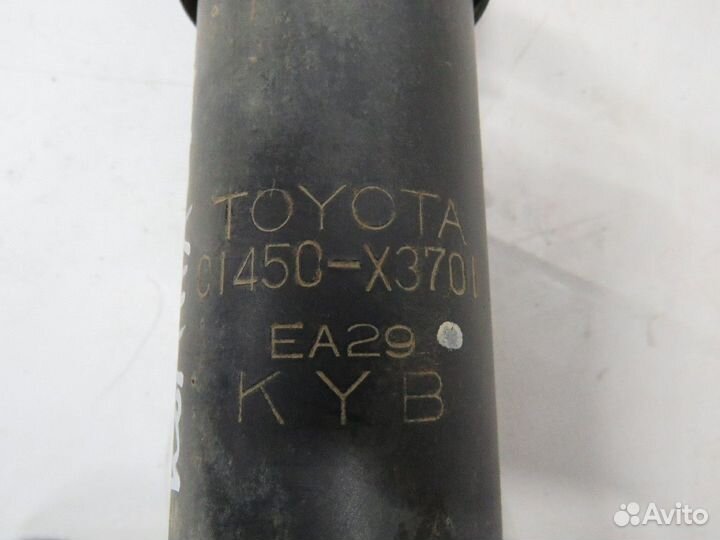 TOYOTA
C1450-X3701
EA29
KYB
Avito